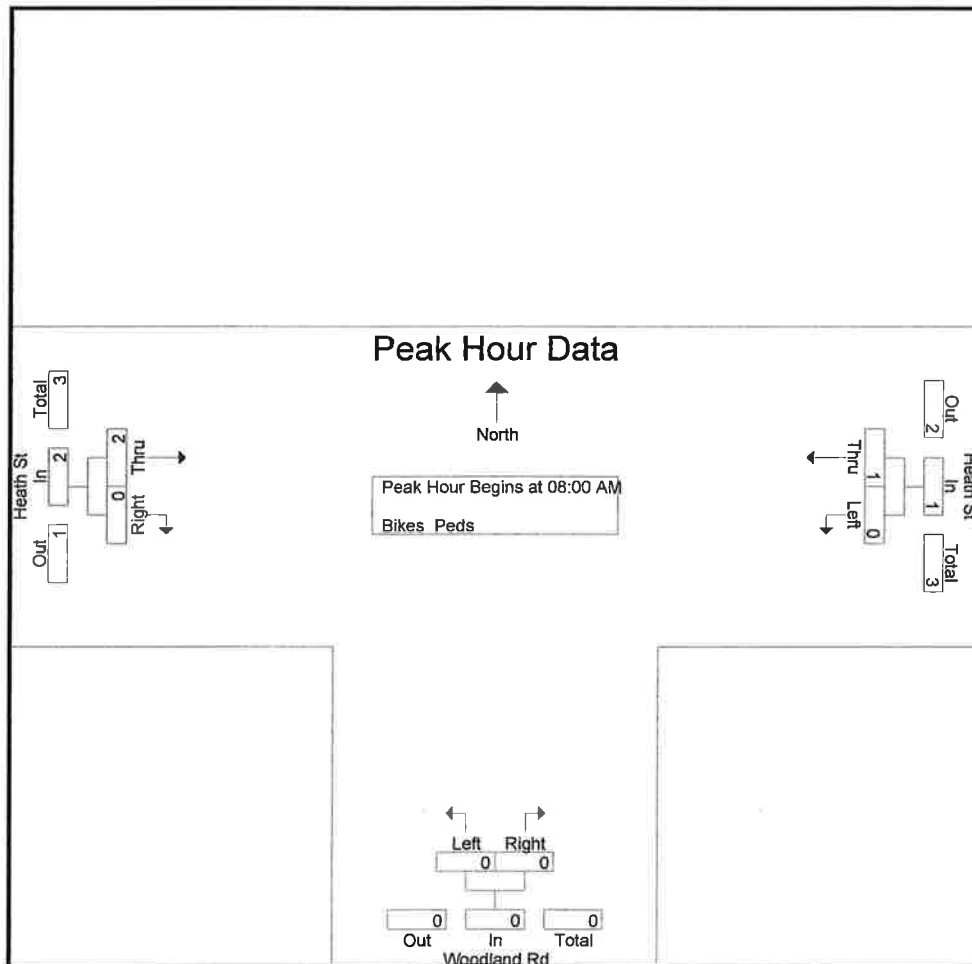 Peak Hour Data
North
Peak Hour Begins at 08:00 AM
Bikes Peds
Heath St
Total
3
In
2
Out
1
Thru
2
Right
0
Heath St
Out
2
In
1
Total
3
Thru
1
Left
0
Left Right
0 0
0 0 0
Out In Total
Woodland Rd